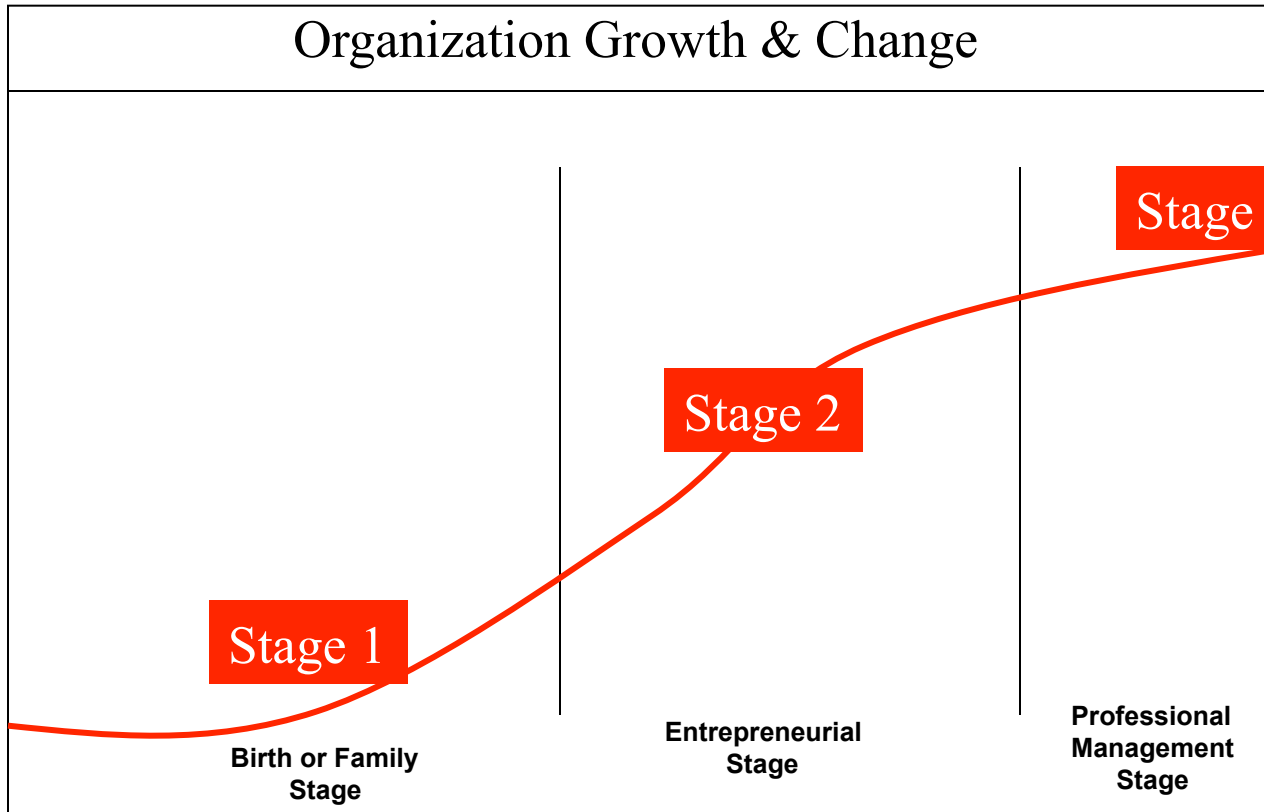 Organization Growth & Change
Stage
Stage 2
Stage 1
Birth or Family
Stage
Entrepreneurial
Stage
Professional
Management
Stage